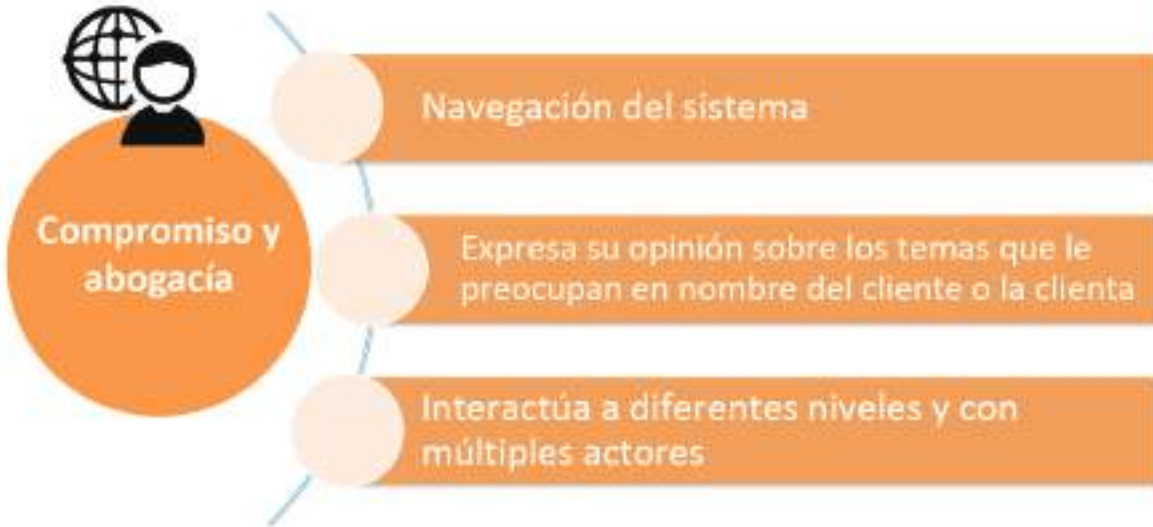 Compromiso y
abogacía
Navegación del sistema
Expresa su opinión sobre los temas que le
preocupan en nombre del cliente o la clienta
Interactúa a diferentes niveles y con
múltiples actores